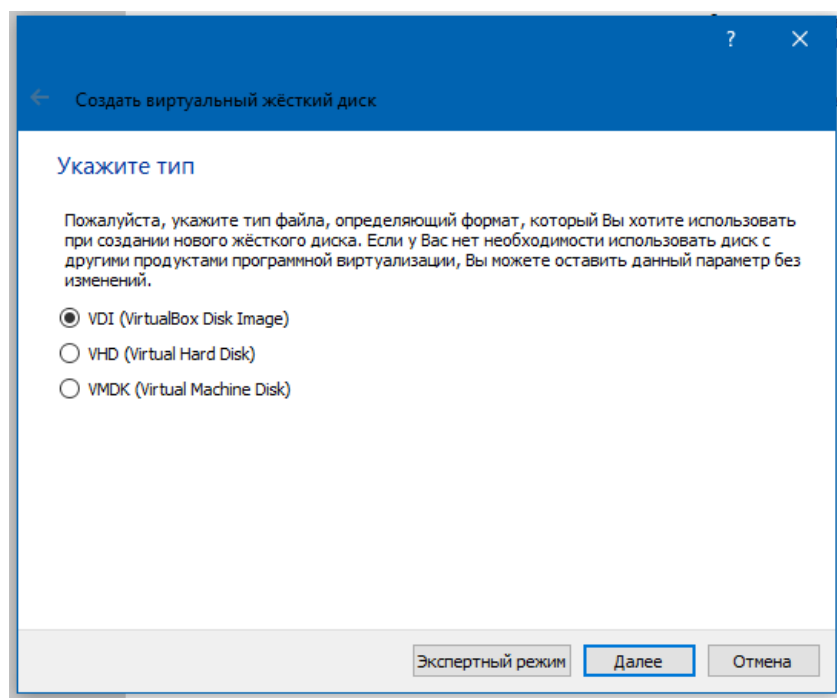 ?
Создать виртуальный жёсткий диск
Укажите тип
Пожалуйста, укажите тип файла, определяющий формат, который Вы хотите использовать
при создании нового жёсткого диска. Если у Вас нет необходимости использовать диск с
другими продуктами программной виртуализации, Вы можете оставить данный параметр без
изменений.
VDI (VirtualBox Disk Image)
VHD (Virtual Hard Disk)
VMDK (Virtual Machine Disk)
Экспертный режим Далее Отмена